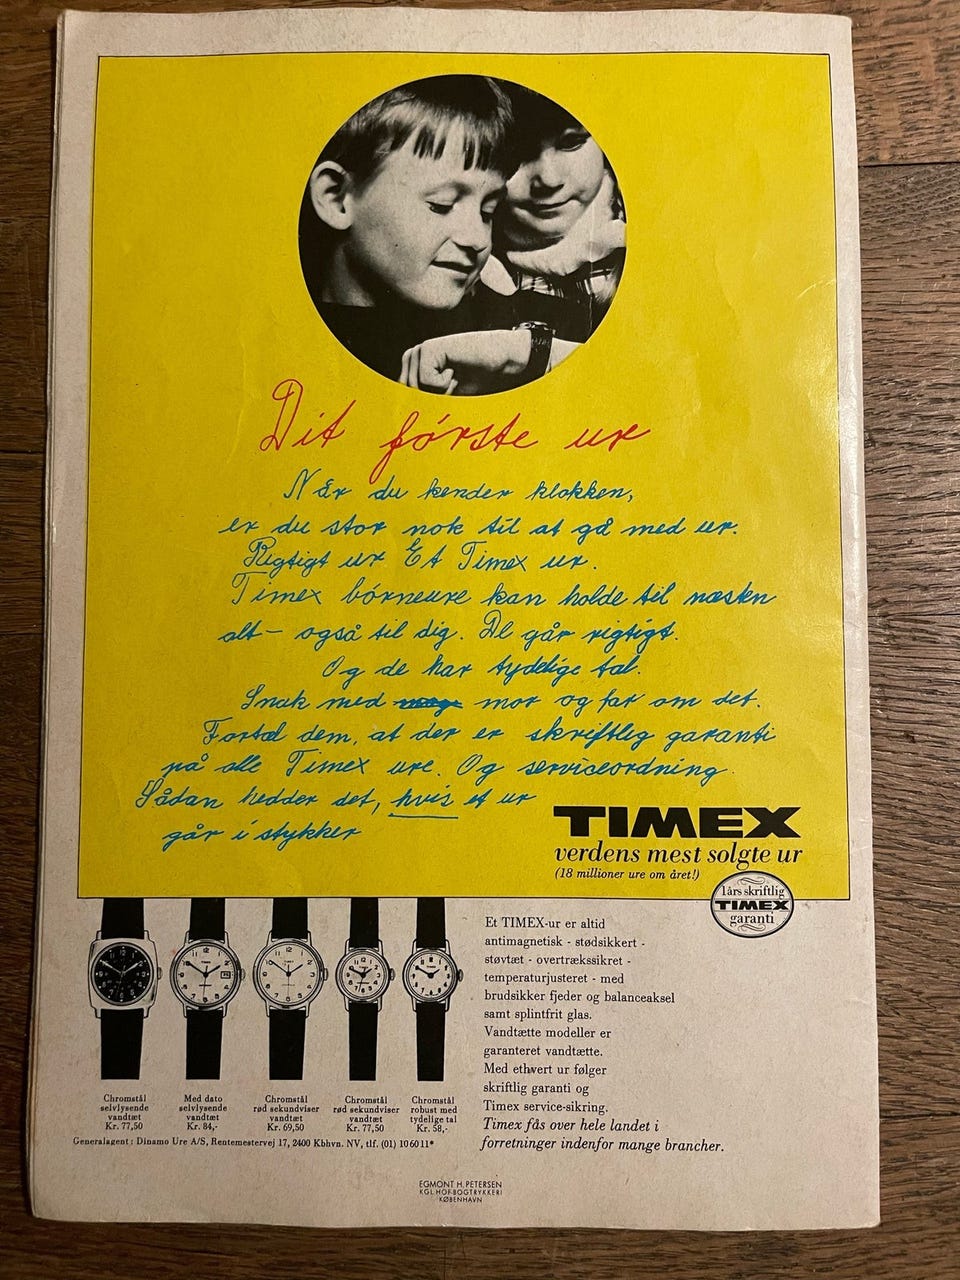 Dit første ur
Når du kender klokken,
er du stor nok til at gå med ur.
Rigtigt ur Et Timex ur.
Timex børneure kan holde til næsten
alt – også til dig. De går rigtigt.
Og de har tydelige tal.
Snak med mor og far om det.
Fortæl dem, at der er skriftlig garanti
på alle Timex ure. Og serviceordning.
Sådan hedder det, hvis et ur
går i stykker
TIMEX
verdens mest solgte ur
(18 millioner ure om året!)
1 års skriftlig
TIMEX
garanti
Et TIMEX-ur er altid
antimagnetisk - stødsikkert -
støvtæt - overtrækssikret -
temperaturjusteret - med
brudsikker fjeder og balanceaksel
samt splintfrit glas.
Vandtætte modeller er
garanteret vandtætte.
Med ethvert ur følger
skriftlig garanti og
Timex service-sikring.
Timex fås over hele landet i
forretninger indenfor mange brancher.
Chromstål
selvlysende
vandtæt
Kr. 77,50
Med dato
selvlysende
vandtæt
Kr. 84,-
Chromstål
rød sekundviser
vandtæt
Kr. 69,50
Chromstål
rød sekundviser
vandtæt
Kr. 77,50
Chromstål
robust med
tydelige tal
Kr. 58,-
Generalagent: Dinamo Ure A/S, Rentemestervej 17, 2400 Kbhvn. NV, tlf. (01) 106011*
EGMONT H. PETERSEN
KGL. HOF-BOGTRYKKERI
KØBENHAVN